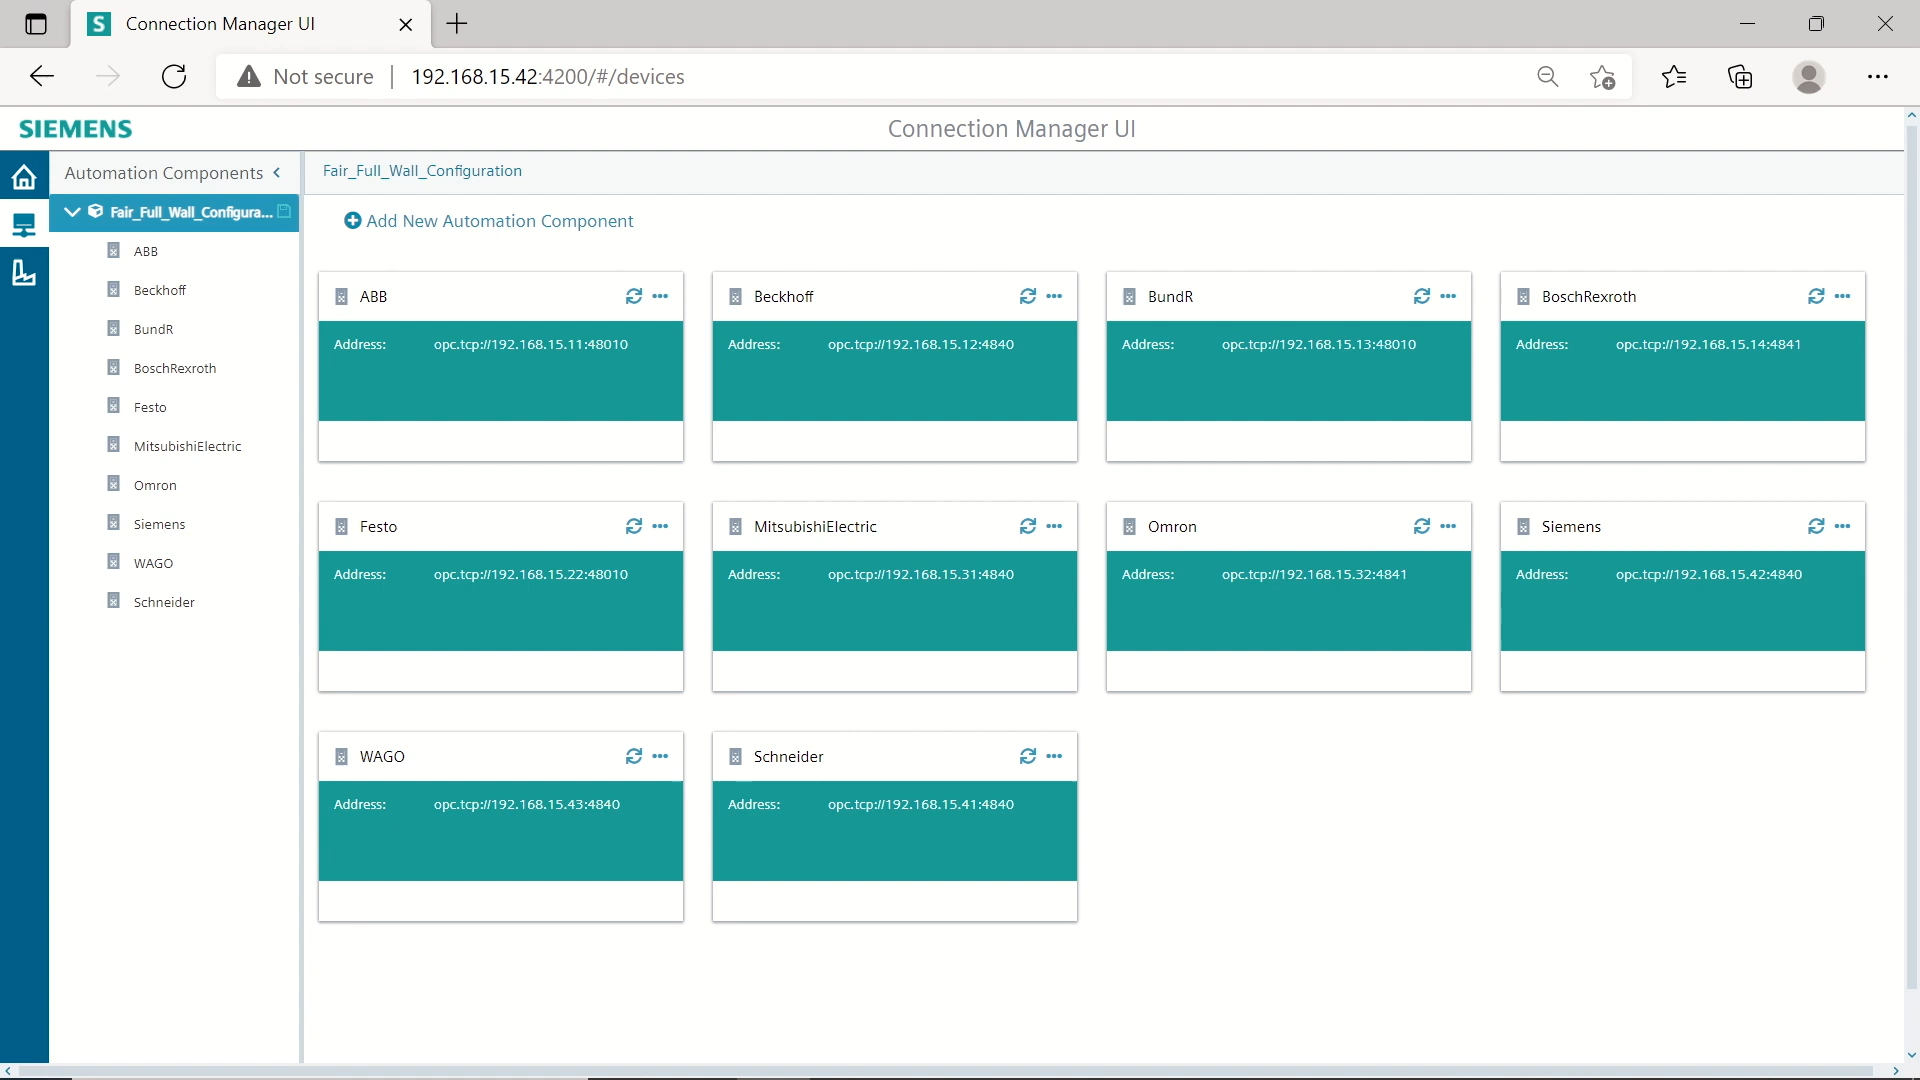 Connection Manager UI
Not secure
192.168.15.42:4200/#/devices
SIEMENS
Connection Manager UI
Automation Components
Fair_Full_Wall_Configuration
Fair_Full_Wall_Configura...
Add New Automation Component
ABB
Beckhoff
BundR
BoschRexroth
Festo
MitsubishiElectric
Omron
Siemens
WAGO
Schneider
ABB
Address: opc.tcp://192.168.15.11:48010
Beckhoff
Address: opc.tcp://192.168.15.12:4840
BundR
Address: opc.tcp://192.168.15.13:48010
BoschRexroth
Address: opc.tcp://192.168.15.14:4841
Festo
Address: opc.tcp://192.168.15.22:48010
MitsubishiElectric
Address: opc.tcp://192.168.15.31:4840
Omron
Address: opc.tcp://192.168.15.32:4841
Siemens
Address: opc.tcp://192.168.15.42:4840
WAGO
Address: opc.tcp://192.168.15.43:4840
Schneider
Address: opc.tcp://192.168.15.41:4840